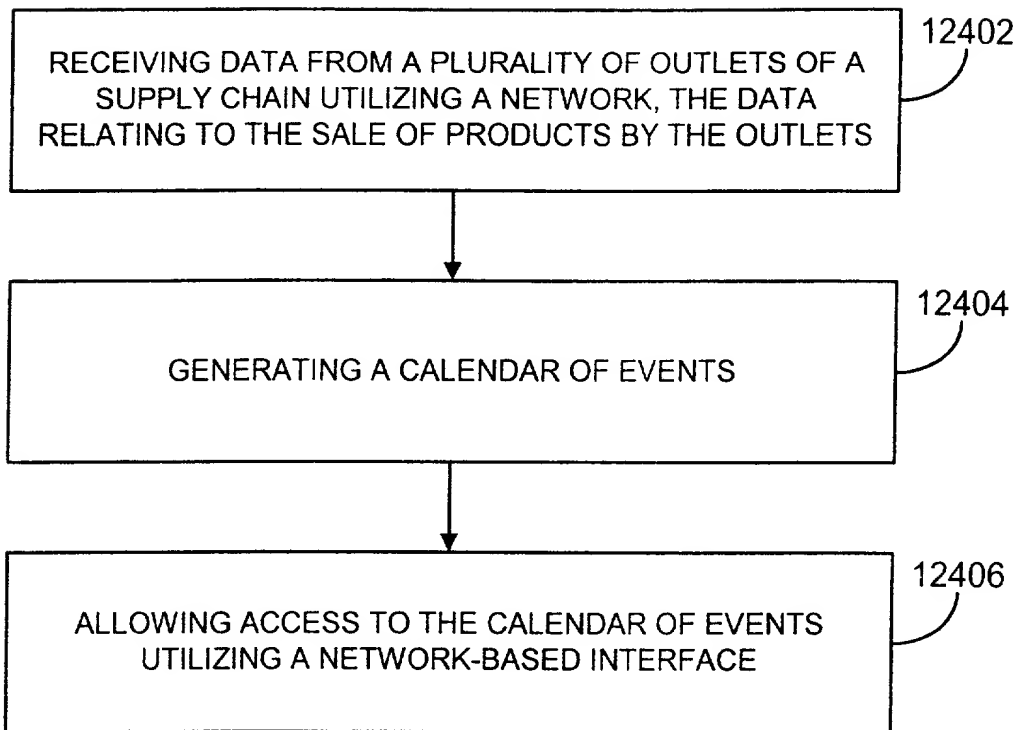 12402
RECEIVING DATA FROM A PLURALITY OF OUTLETS OF A
SUPPLY CHAIN UTILIZING A NETWORK, THE DATA
RELATING TO THE SALE OF PRODUCTS BY THE OUTLETS
12404
GENERATING A CALENDAR OF EVENTS
12406
ALLOWING ACCESS TO THE CALENDAR OF EVENTS
UTILIZING A NETWORK-BASED INTERFACE